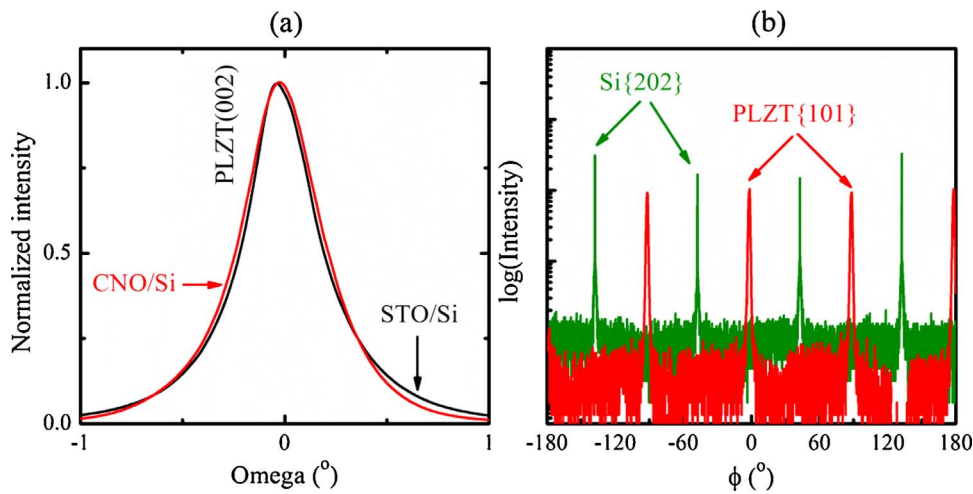 (a)
Normalized intensity
1.0
0.5
0.0
PLZT(002)
CNO/Si
STO/Si
-1 0 1
Omega (°)
(b)
log(Intensity)
Si{202}
PLZT{101}
-180 -120 -60 0 60 120 180
ϕ (°)